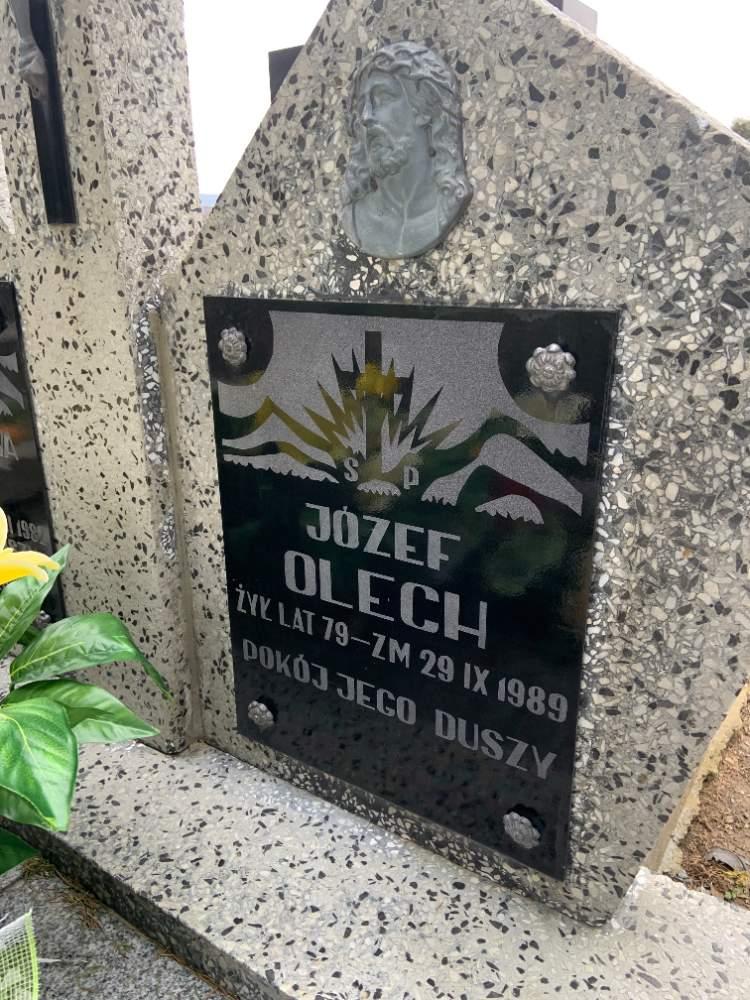 S P
JÓZEF
OLECH
ŻYŁ LAT 79–ZM 29 IX 1989
POKÓJ JEGO DUSZY